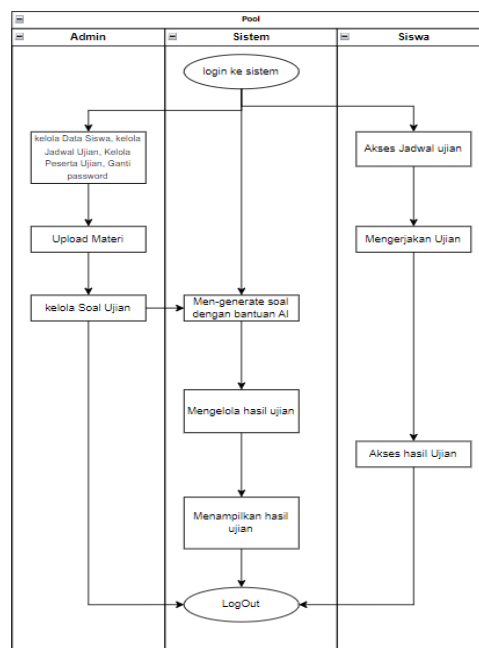 Pool
Admin
Sistem
Siswa
login ke sistem
kelola Data Siswa, kelola
Jadwal Ujian, Kelola
Peserta Ujian, Ganti
password
Akses Jadwal ujian
Upload Materi
Mengerjakan Ujian
kelola Soal Ujian
Men-generate soal
dengan bantuan AI
Mengelola hasil ujian
Akses hasil Ujian
Menampilkan hasil
ujian
LogOut